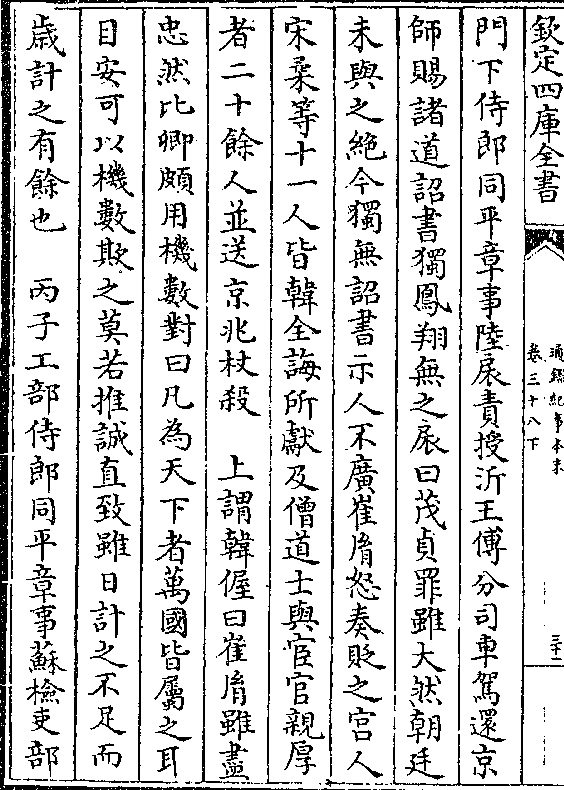 欽定四庫全書
通鑑紀事本末
卷三十八下
三十一
門下侍郎同平章事陸扆責授沂王傅分司車駕還京
師賜諸道詔書獨鳳翔無之扆曰茂貞罪雖大然朝廷
未與之絶今獨無詔書示人不廣崔𦙍怒奏貶之宫人
宋柔等十一人皆韓全誨所獻及僧道士與宦官親厚
者二十餘人並送京兆杖殺　上謂韓偓曰崔𦙍雖盡
忠然比卿頗用機數對曰凡為天下者萬國皆屬之耳
目安可以機數欺之莫若推誠直致雖日計之不足而
歲計之有餘也　丙子工部侍郎同平章事蘇檢吏部